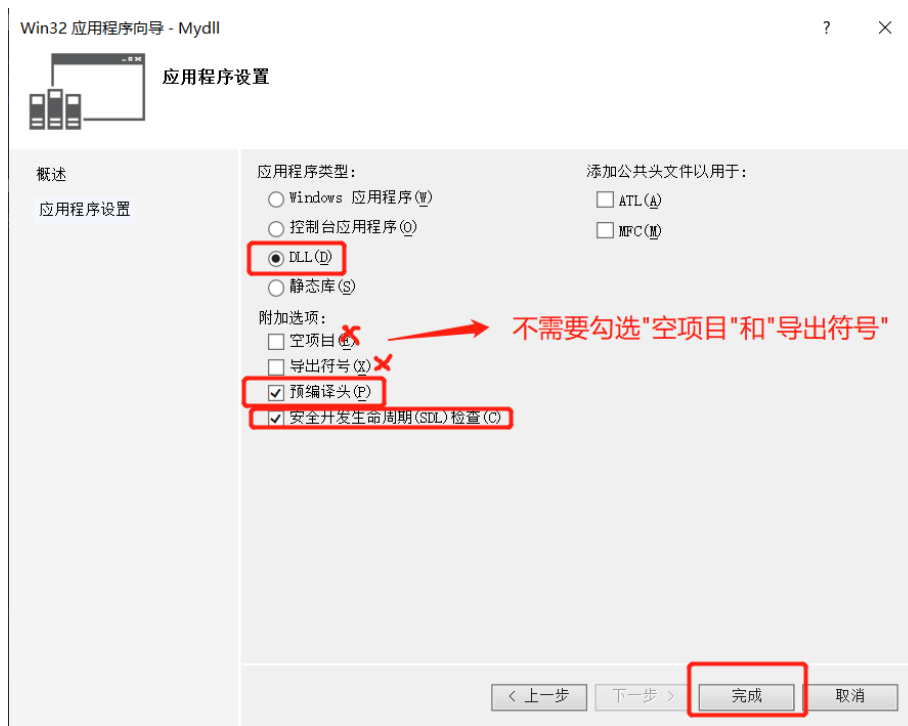 Win32 应用程序向导 - Mydll
?
应用程序设置
概述
应用程序设置
应用程序类型:
Windows 应用程序(W)
控制台应用程序(O)
DLL(D)
静态库(S)
附加选项:
空项目(E)
导出符号(X)
预编译头(P)
安全开发生命周期(SDL)检查(C)
添加公共头文件以用于:
ATL(A)
MFC(M)
不需要勾选"空项目"和"导出符号"
< 上一步
下一步 >
完成
取消